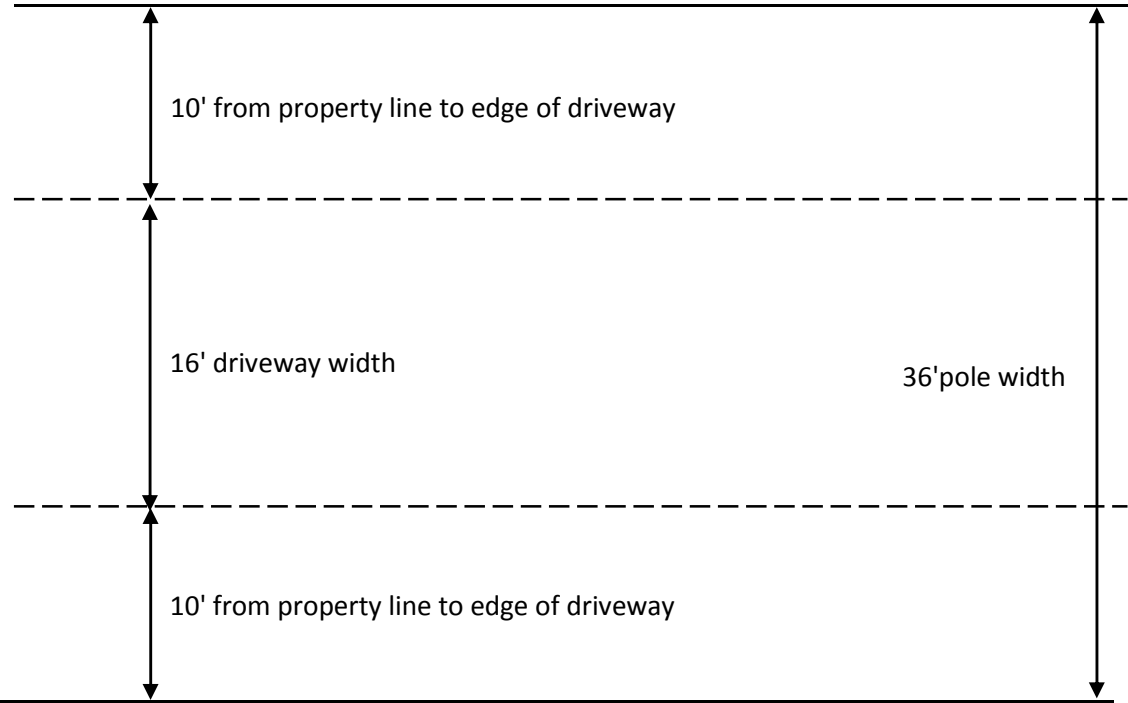 10' from property line to edge of driveway
16' driveway width
36'pole width
10' from property line to edge of driveway